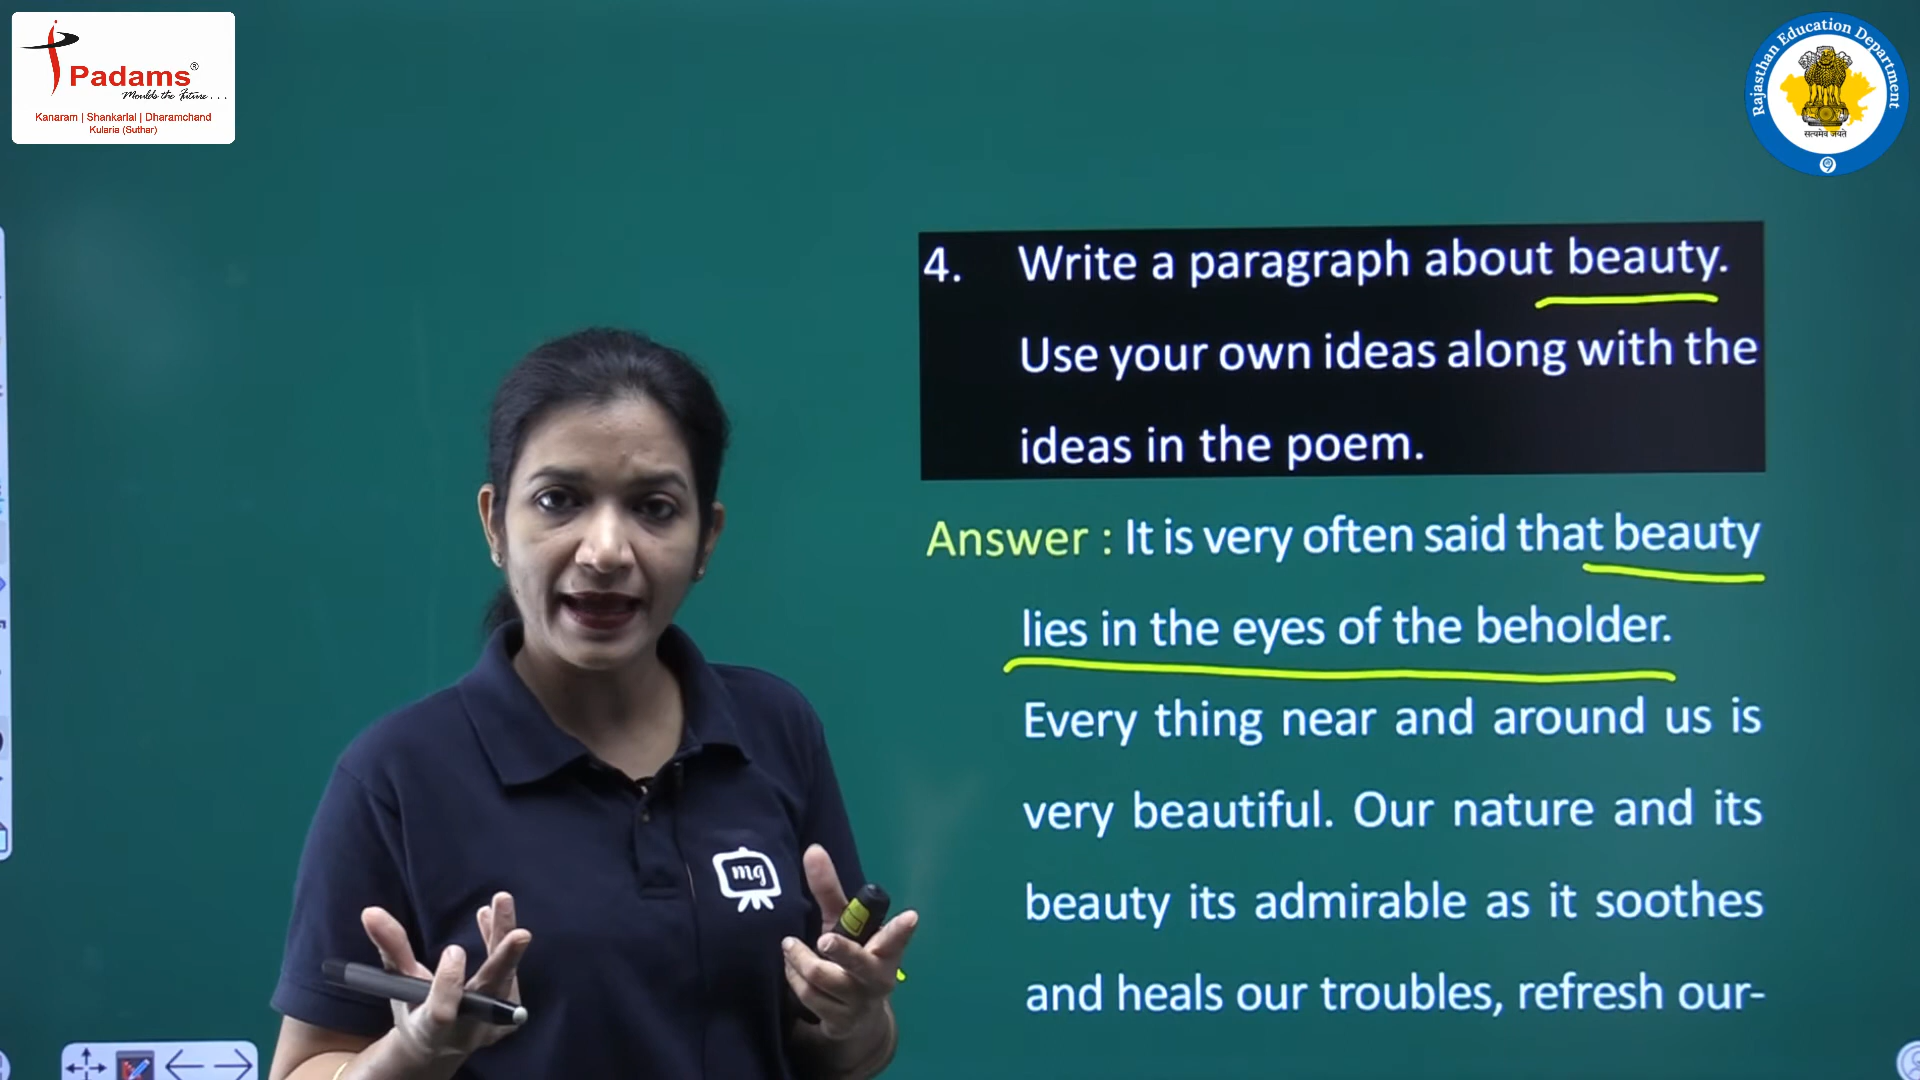 Padams®
Moulds the Future...
Kanaram | Shankarlal | Dharamchand
Kularia (Suthar)
Rajasthan Education Department
सत्यमेव जयते
4. Write a paragraph about beauty.
Use your own ideas along with the
ideas in the poem.
Answer : It is very often said that beauty
lies in the eyes of the beholder.
Every thing near and around us is
very beautiful. Our nature and its
beauty its admirable as it soothes
and heals our troubles, refresh our-
mg